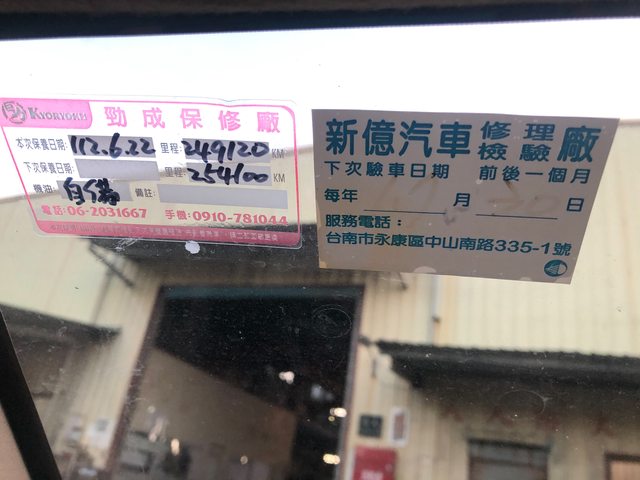 KYORYOKU 勁成保修廠
本次保養日期: 112.6.22 里程: 249120 KM
下次保養日期: 里程: 254100 KM
機油: 自備 備註:
電話:06-2031667 手機:0910-781044
新億汽車修理檢驗廠
下次驗車日期 前後一個月
每年 月 日
服務電話：
台南市永康區中山南路335-1號